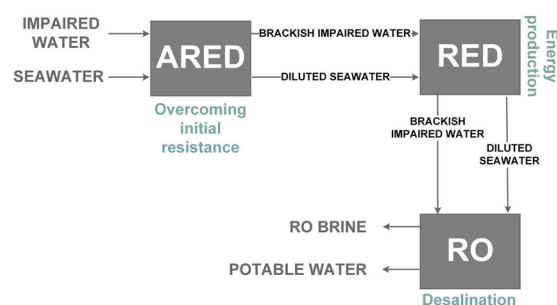 IMPAIRED
WATER
SEAWATER
ARED
Overcoming
initial
resistance
BRACKISH IMPAIRED WATER
DILUTED SEAWATER
RED
Energy
production
BRACKISH
IMPAIRED WATER
DILUTED
SEAWATER
RO BRINE
POTABLE WATER
RO
Desalination